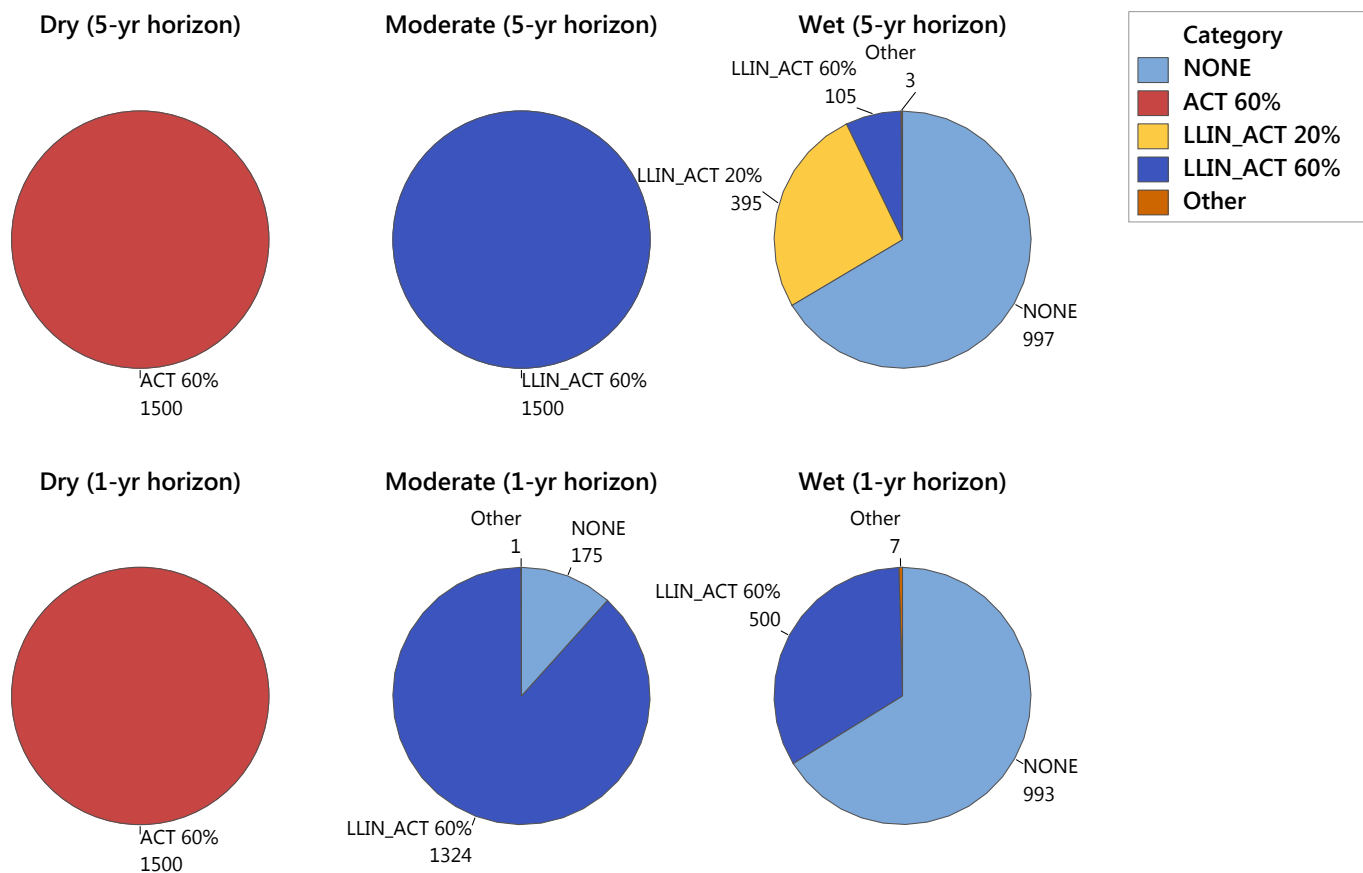 Dry (5-yr horizon)
ACT 60%
1500
Moderate (5-yr horizon)
LLIN_ACT 60%
1500
Wet (5-yr horizon)
Other
3
LLIN_ACT 60%
105
LLIN_ACT 20%
395
NONE
997
Category
NONE
ACT 60%
LLIN_ACT 20%
LLIN_ACT 60%
Other
Dry (1-yr horizon)
ACT 60%
1500
Moderate (1-yr horizon)
Other
1
NONE
175
LLIN_ACT 60%
1324
Wet (1-yr horizon)
Other
7
LLIN_ACT 60%
500
NONE
993